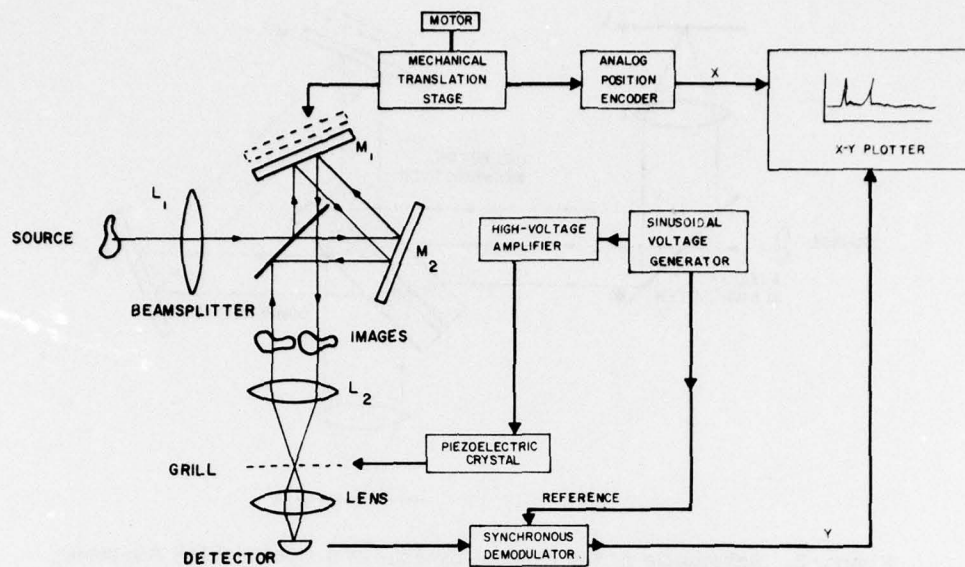 MOTOR
MECHANICAL
TRANSLATION
STAGE
ANALOG
POSITION
ENCODER
X
X-Y PLOTTER
M1
L1
SOURCE
M2
HIGH-VOLTAGE
AMPLIFIER
SINUSOIDAL
VOLTAGE
GENERATOR
BEAMSPLITTER
IMAGES
L2
PIEZOELECTRIC
CRYSTAL
GRILL
LENS
REFERENCE
DETECTOR
SYNCHRONOUS
DEMODULATOR
Y